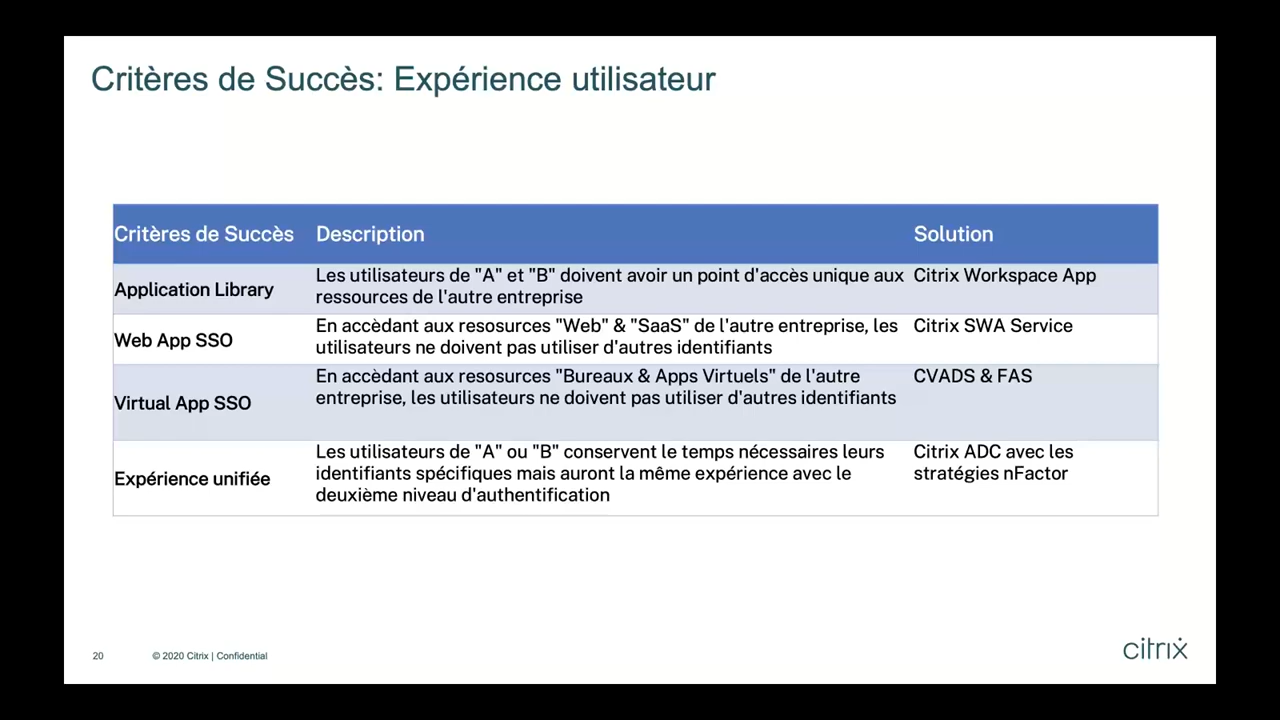 Critères de Succès: Expérience utilisateur
Critères de Succès Description Solution
Application Library
Les utilisateurs de "A" et "B" doivent avoir un point d'accès unique aux
ressources de l'autre entreprise
Citrix Workspace App
Web App SSO
En accèdant aux resosources "Web" & "SaaS" de l'autre entreprise, les
utilisateurs ne doivent pas utiliser d'autres identifiants
Citrix SWA Service
Virtual App SSO
En accèdant aux resosources "Bureaux & Apps Virtuels" de l'autre
entreprise, les utilisateurs ne doivent pas utiliser d'autres identifiants
CVADS & FAS
Expérience unifiée
Les utilisateurs de "A" ou "B" conservent le temps nécessaires leurs
identifiants spécifiques mais auront la même expérience avec le
deuxième niveau d'authentification
Citrix ADC avec les
stratégies nFactor
20 © 2020 Citrix | Confidential
citrix